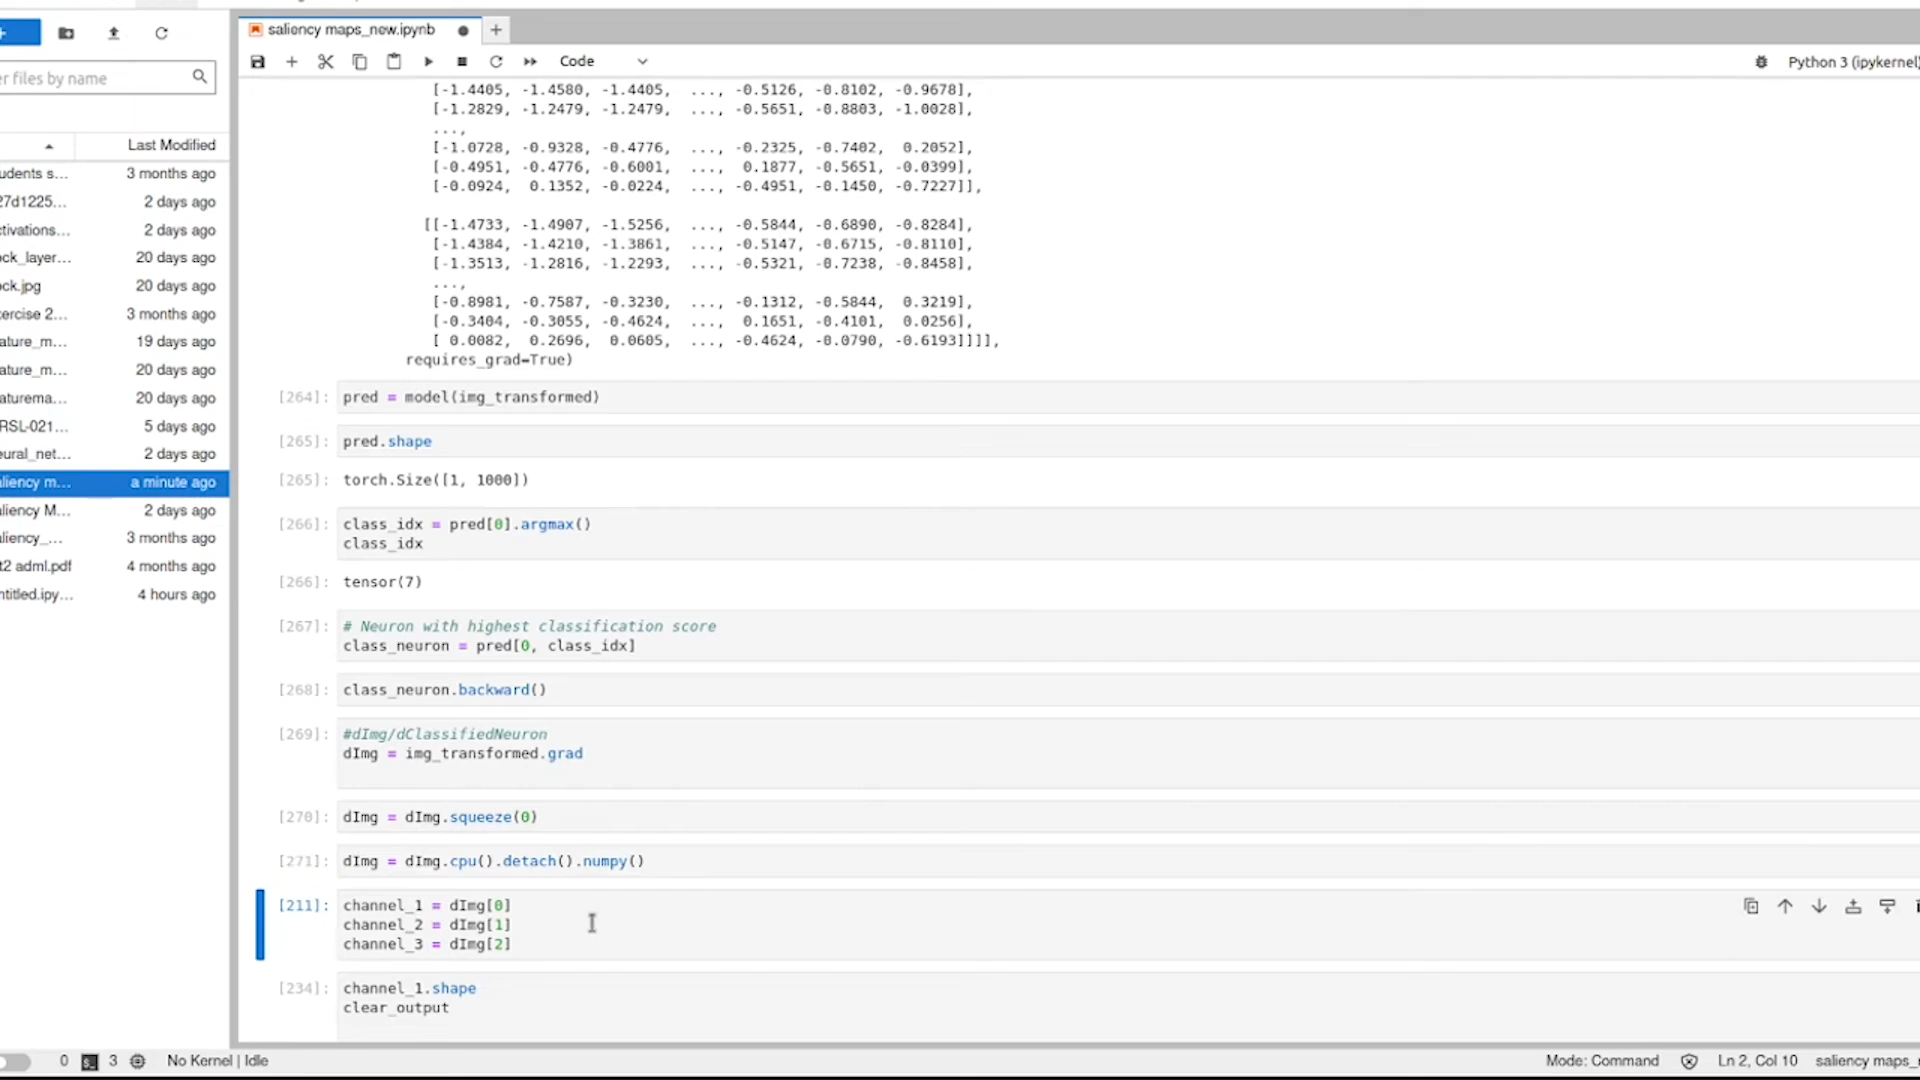 saliency maps_new.ipynb
Code
Python 3 (ipykernel)
er files by name
Last Modified
udents s... 3 months ago
27d1225... 2 days ago
ctivations... 2 days ago
ock_layer... 20 days ago
ock.jpg 20 days ago
xercise 2... 3 months ago
ature_m... 19 days ago
ature_m... 20 days ago
aturema... 20 days ago
RSL-021... 5 days ago
eural_net... 2 days ago
aliency m... a minute ago
aliency M... 2 days ago
aliency_... 3 months ago
t2 adml.pdf 4 months ago
ntitled.ipy... 4 hours ago
[-1.4405, -1.4580, -1.4405, ..., -0.5126, -0.8102, -0.9678],
[-1.2829, -1.2479, -1.2479, ..., -0.5651, -0.8803, -1.0028],
...,
[-1.0728, -0.9328, -0.4776, ..., -0.2325, -0.7402, 0.2052],
[-0.4951, -0.4776, -0.6001, ..., 0.1877, -0.5651, -0.0399],
[-0.0924, 0.1352, -0.0224, ..., -0.4951, -0.1450, -0.7227]],
[[-1.4733, -1.4907, -1.5256, ..., -0.5844, -0.6890, -0.8284],
[-1.4384, -1.4210, -1.3861, ..., -0.5147, -0.6715, -0.8110],
[-1.3513, -1.2816, -1.2293, ..., -0.5321, -0.7238, -0.8458],
...,
[-0.8981, -0.7587, -0.3230, ..., -0.1312, -0.5844, 0.3219],
[-0.3404, -0.3055, -0.4624, ..., 0.1651, -0.4101, 0.0256],
[ 0.0082, 0.2696, 0.0605, ..., -0.4624, -0.0790, -0.6193]]]],
requires_grad=True)
[264]: pred = model(img_transformed)
[265]: pred.shape
[265]: torch.Size([1, 1000])
[266]: class_idx = pred[0].argmax()
class_idx
[266]: tensor(7)
[267]: # Neuron with highest classification score
class_neuron = pred[0, class_idx]
[268]: class_neuron.backward()
[269]: #dImg/dClassifiedNeuron
dImg = img_transformed.grad
[270]: dImg = dImg.squeeze(0)
[271]: dImg = dImg.cpu().detach().numpy()
[211]: channel_1 = dImg[0]
channel_2 = dImg[1]
channel_3 = dImg[2]
[234]: channel_1.shape
clear_output
0 3 No Kernel | Idle
Mode: Command Ln 2, Col 10 saliency maps_